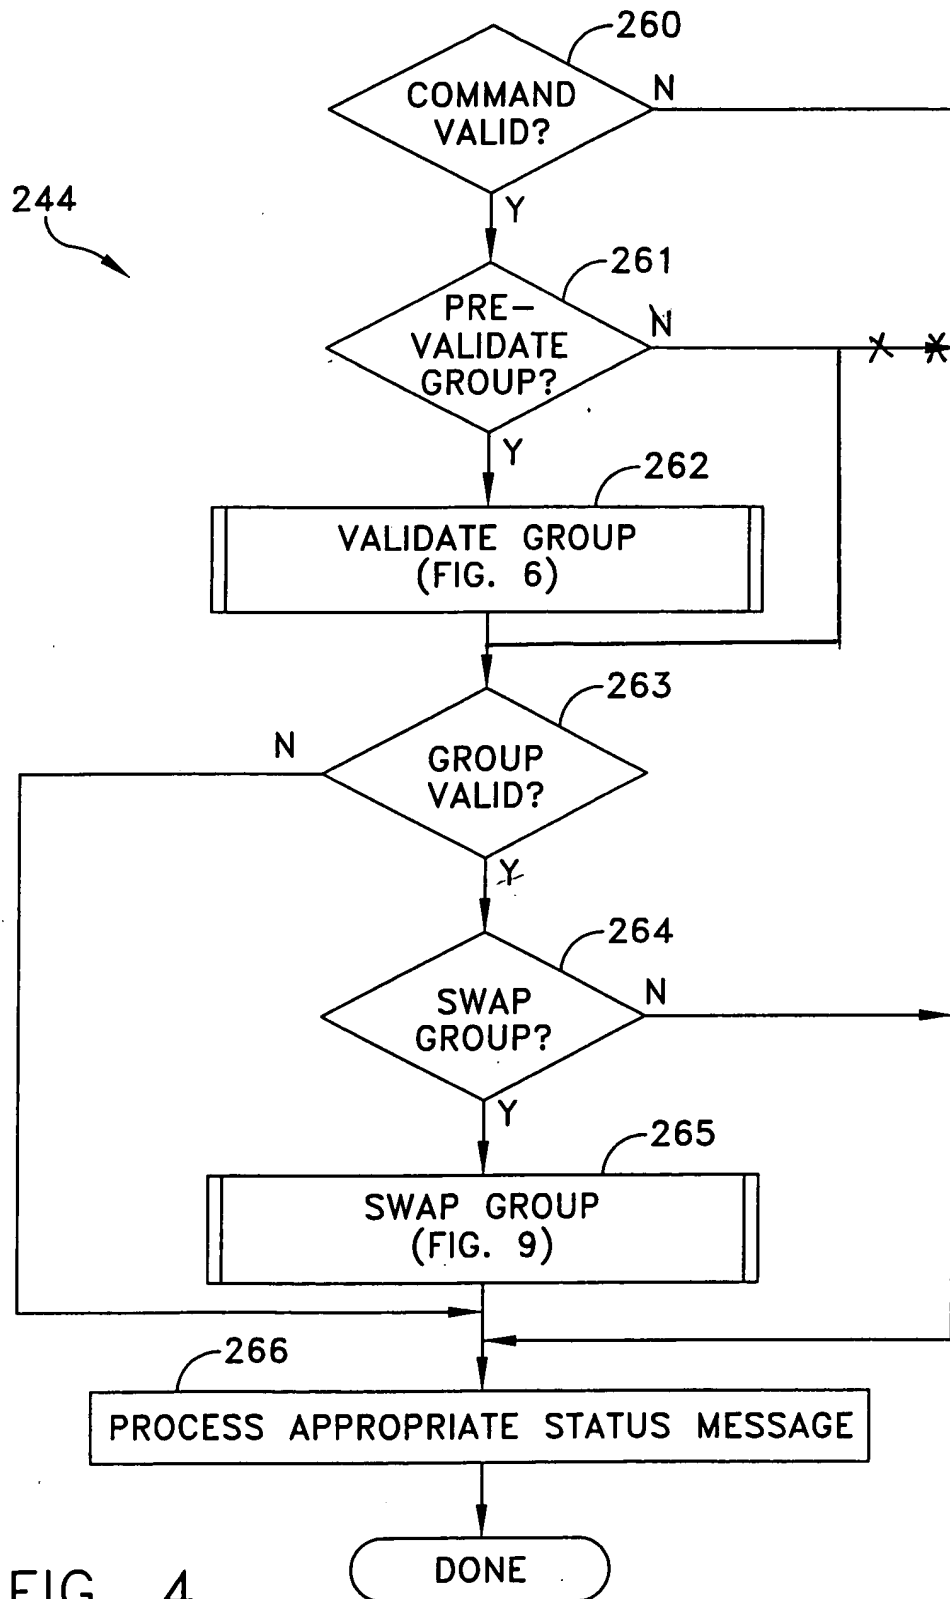 260
COMMAND
VALID?
N
Y
244
261
PRE-
VALIDATE
GROUP?
N
Y
262
VALIDATE GROUP
(FIG. 6)
263
GROUP
VALID?
N
Y
264
SWAP
GROUP?
N
Y
265
SWAP GROUP
(FIG. 9)
266
PROCESS APPROPRIATE STATUS MESSAGE
DONE
FIG. 4